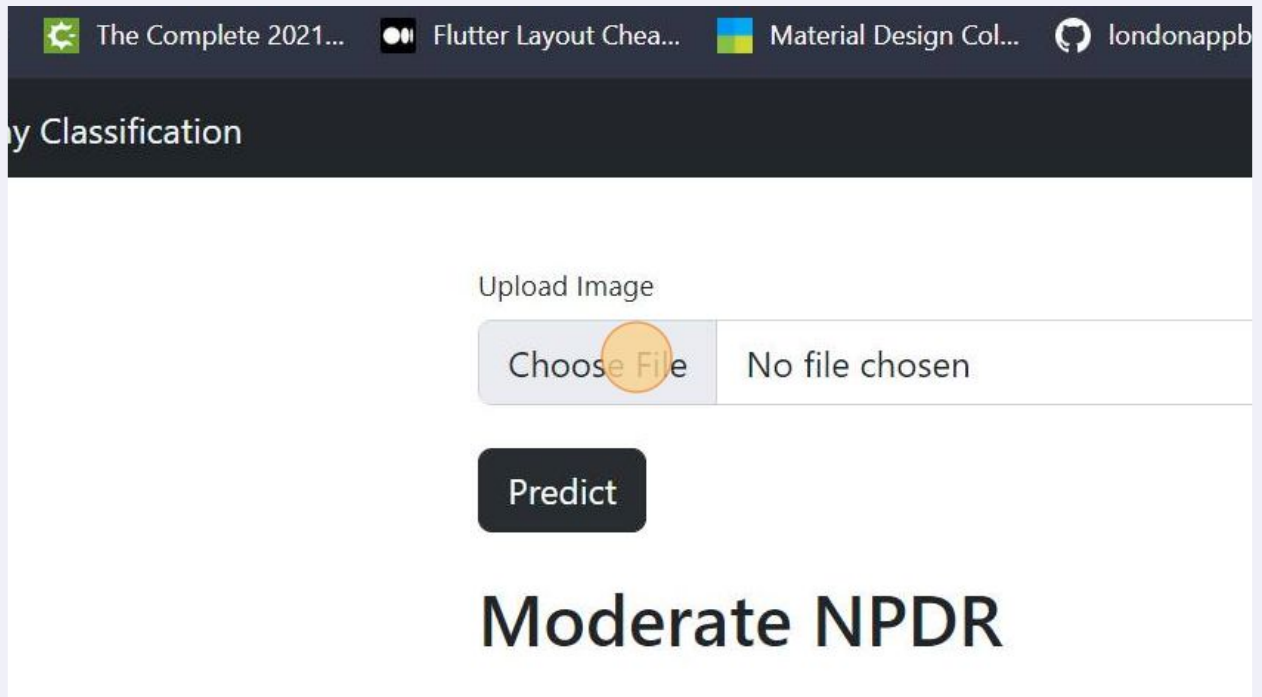 The Complete 2021... Flutter Layout Chea... Material Design Col... londonappb
y Classification
Upload Image
Choose File No file chosen
Predict
Moderate NPDR